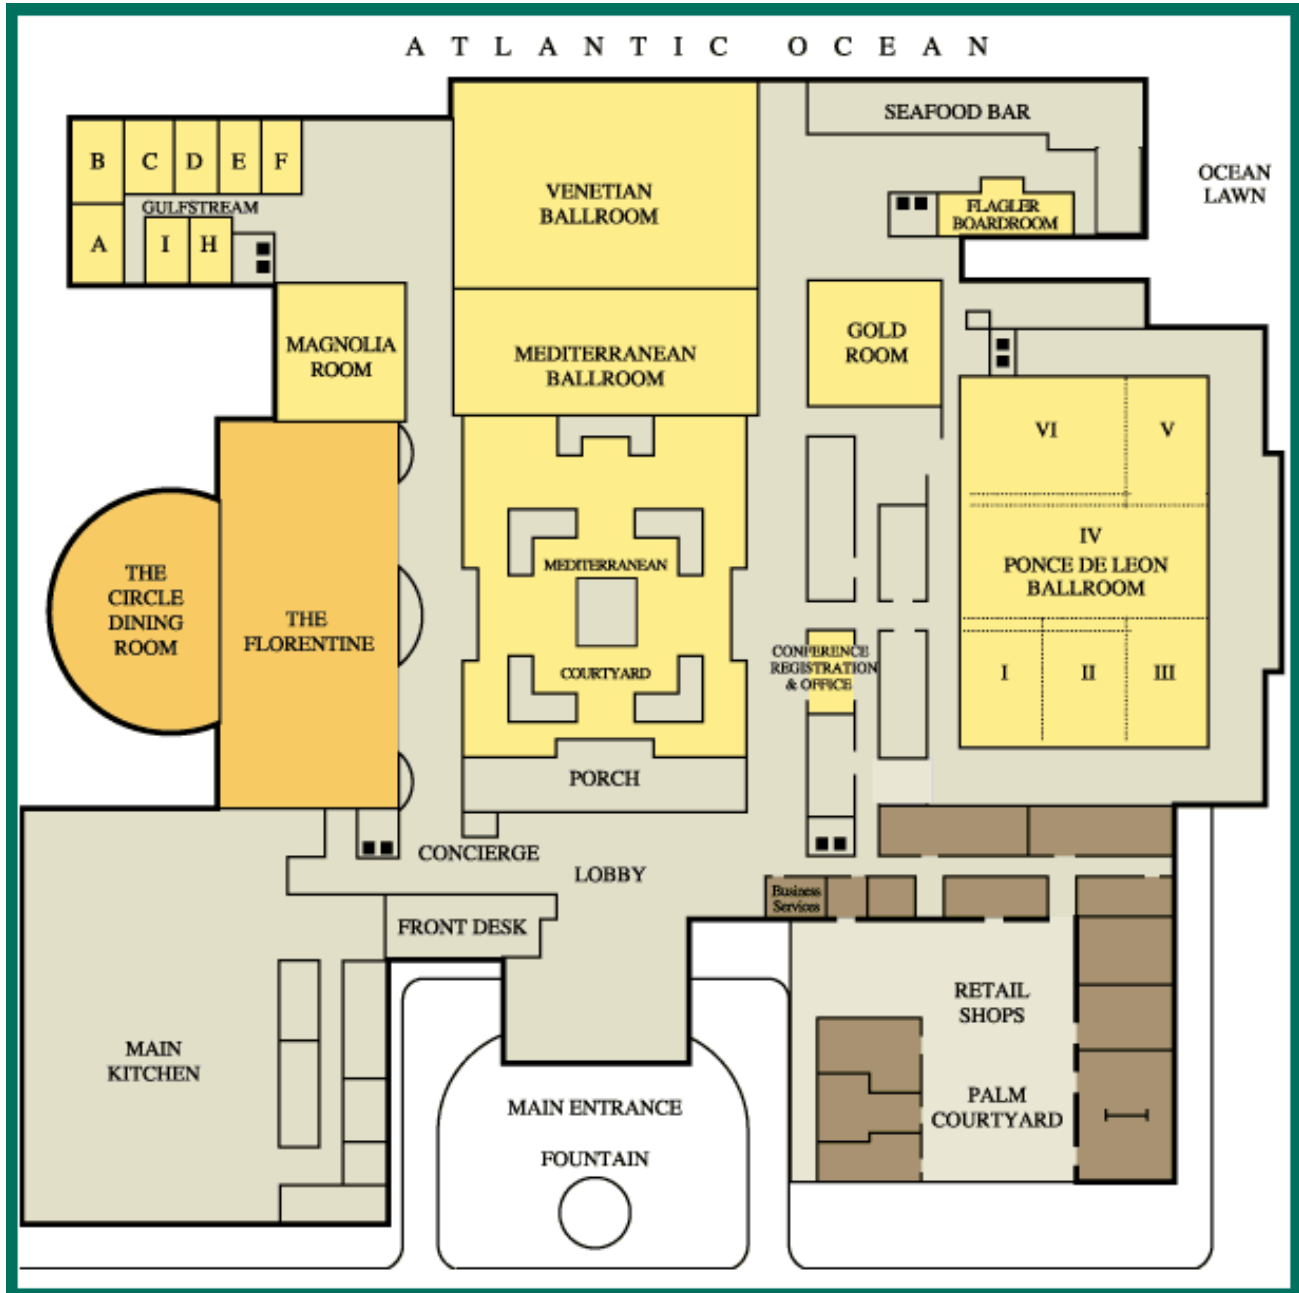 ATLANTIC OCEAN
SEAFOOD BAR
OCEAN
LAWN
B
C
D
E
F
GULFSTREAM
A
I
H
VENETIAN
BALLROOM
FLAGLER
BOARDROOM
MAGNOLIA
ROOM
MEDITERRANEAN
BALLROOM
GOLD
ROOM
VI
V
IV
PONCE DE LEON
BALLROOM
I
II
III
THE
CIRCLE
DINING
ROOM
THE
FLORENTINE
MEDITERRANEAN
COURTYARD
CONFERENCE
REGISTRATION
& OFFICE
PORCH
CONCIERGE
LOBBY
FRONT DESK
Business
Services
MAIN
KITCHEN
RETAIL
SHOPS
PALM
COURTYARD
MAIN ENTRANCE
FOUNTAIN